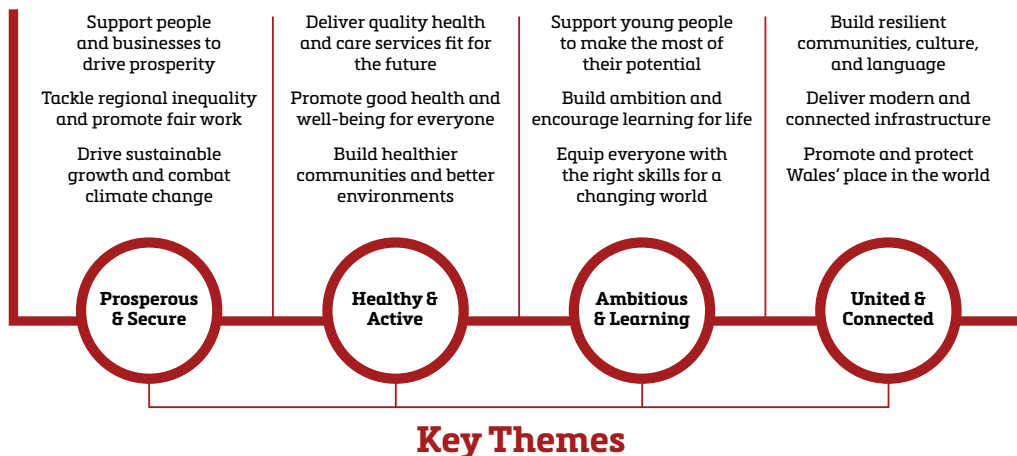 Support people
and businesses to
drive prosperity
Tackle regional inequality
and promote fair work
Drive sustainable
growth and combat
climate change
Prosperous
& Secure
Deliver quality health
and care services fit for
the future
Promote good health and
well-being for everyone
Build healthier
communities and better
environments
Healthy &
Active
Support young people
to make the most of
their potential
Build ambition and
encourage learning for life
Equip everyone with
the right skills for a
changing world
Ambitious
& Learning
Build resilient
communities, culture,
and language
Deliver modern and
connected infrastructure
Promote and protect
Wales’ place in the world
United &
Connected
Key Themes